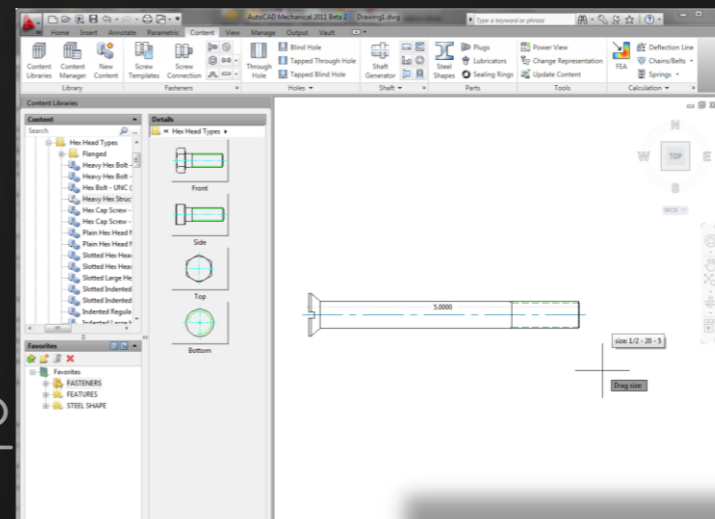 AutoCAD Mechanical 2011 Beta 2 Drawing1.dwg
Type a keyword or phrase
Home Insert Annotate Parametric Content View Manage Output Vault
Content Libraries
Content Manager
New Content
Library
Screw Templates
Screw Connection
Fasteners
Through Hole
Blind Hole
Tapped Through Hole
Tapped Blind Hole
Holes
Shaft Generator
Shaft
Steel Shapes
Plugs
Lubricators
Sealing Rings
Parts
Power View
Change Representation
Update Content
Tools
FEA
Deflection Line
Chains/Belts
Springs
Calculation
Content Libraries
Content
Search
Hex Head Types
Flanged
Heavy Hex Bolt -
Heavy Hex Bolt -
Hex Bolt - UNC (
Heavy Hex Struc
Hex Cap Screw -
Hex Cap Screw -
Plain Hex Head
Plain Hex Head
Slotted Hex Hea
Slotted Hex Hea
Slotted Large He
Slotted Indented
Slotted Indented
Indented Regula
Indented Large
Details
Hex Head Types
Front
Side
Top
Bottom
Favorites
Favorites
FASTENERS
FEATURES
STEEL SHAPE
N
W TOP E
S
WCS
5.0000
size: 1/2 - 20 - 5
Drag size: